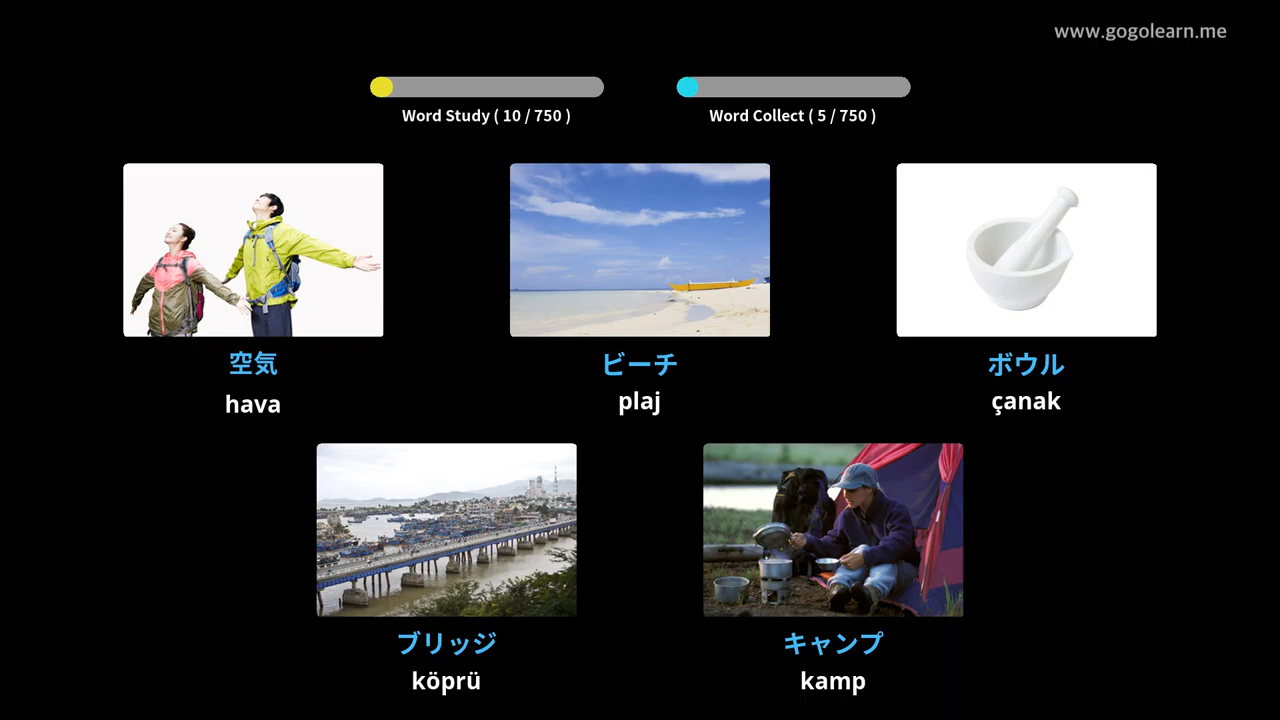 www.gogolearn.me
Word Study ( 10 / 750 )
Word Collect ( 5 / 750 )
空気
hava
ビーチ
plaj
ボウル
çanak
ブリッジ
köprü
キャンプ
kamp